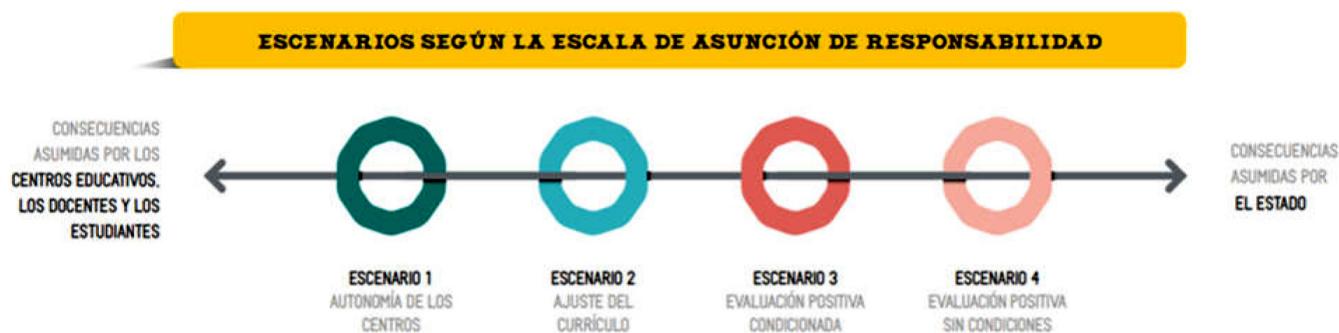 ESCENARIOS SEGÚN LA ESCALA DE ASUNCIÓN DE RESPONSABILIDAD
CONSECUENCIAS
ASUMIDAS POR LOS
CENTROS EDUCATIVOS,
LOS DOCENTES Y LOS
ESTUDIANTES
CONSECUENCIAS
ASUMIDAS POR
EL ESTADO
ESCENARIO 1
AUTONOMÍA DE LOS
CENTROS
ESCENARIO 2
AJUSTE DEL
CURRÍCULO
ESCENARIO 3
EVALUACIÓN POSITIVA
CONDICIONADA
ESCENARIO 4
EVALUACIÓN POSITIVA
SIN CONDICIONES